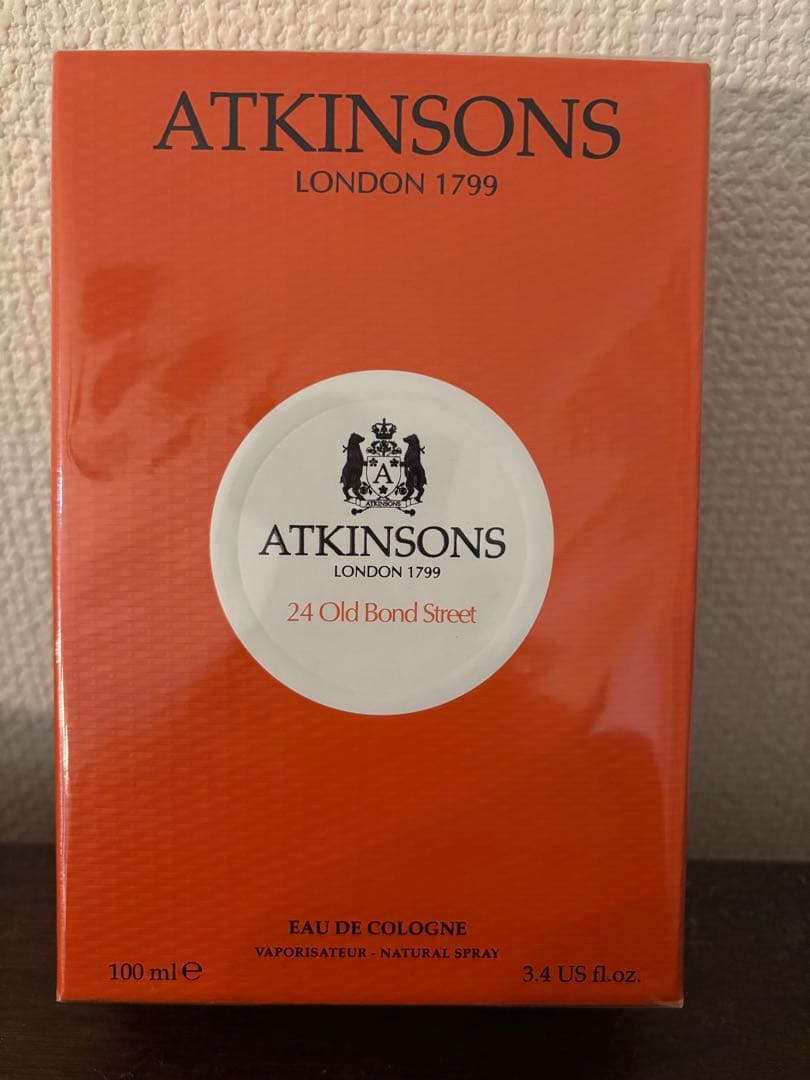 ATKINSONS
LONDON 1799
A
ATKINSONS
ATKINSONS
LONDON 1799
24 Old Bond Street
EAU DE COLOGNE
VAPORISATEUR - NATURAL SPRAY
100 ml ℮
3.4 US fl.oz.